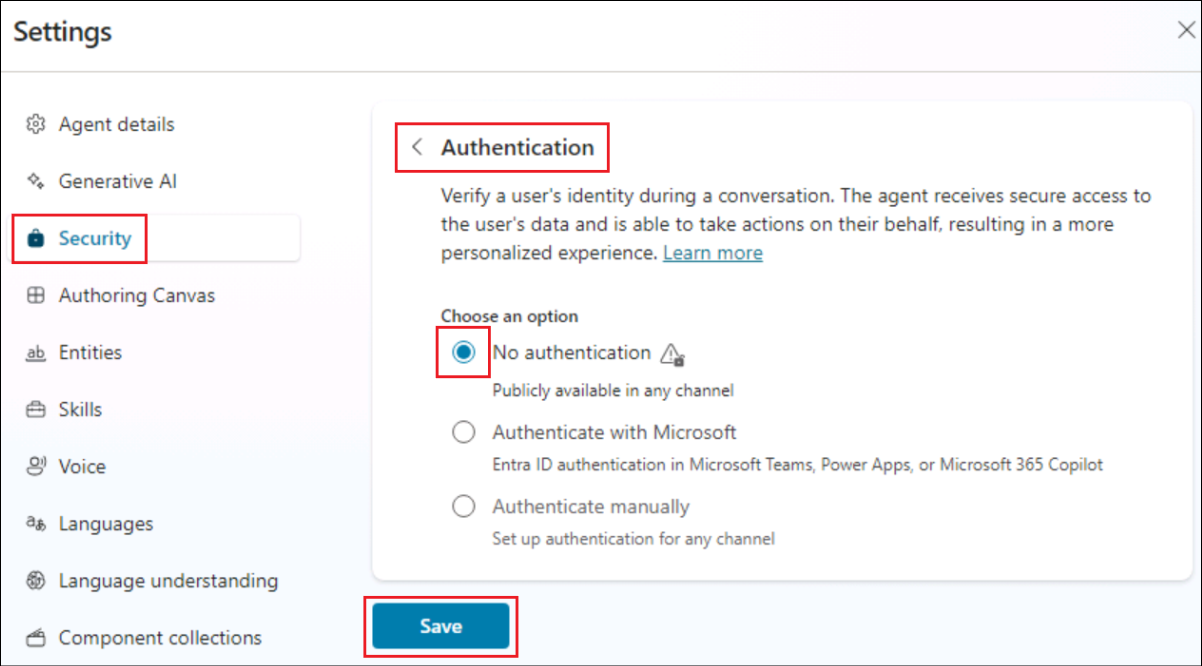 Settings
Agent details
Generative AI
Security
Authoring Canvas
Entities
Skills
Voice
Languages
Language understanding
Component collections
Authentication
Verify a user's identity during a conversation. The agent receives secure access to
the user's data and is able to take actions on their behalf, resulting in a more
personalized experience. Learn more
Choose an option
No authentication
Publicly available in any channel
Authenticate with Microsoft
Entra ID authentication in Microsoft Teams, Power Apps, or Microsoft 365 Copilot
Authenticate manually
Set up authentication for any channel
Save